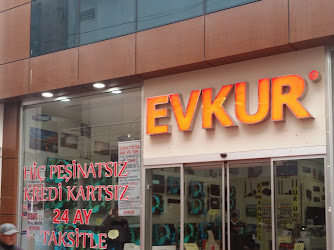 EVKUR®
HİÇ PEŞİNATSIZ
KREDİ KARTSIZ
24 AY
TAKSİTLE